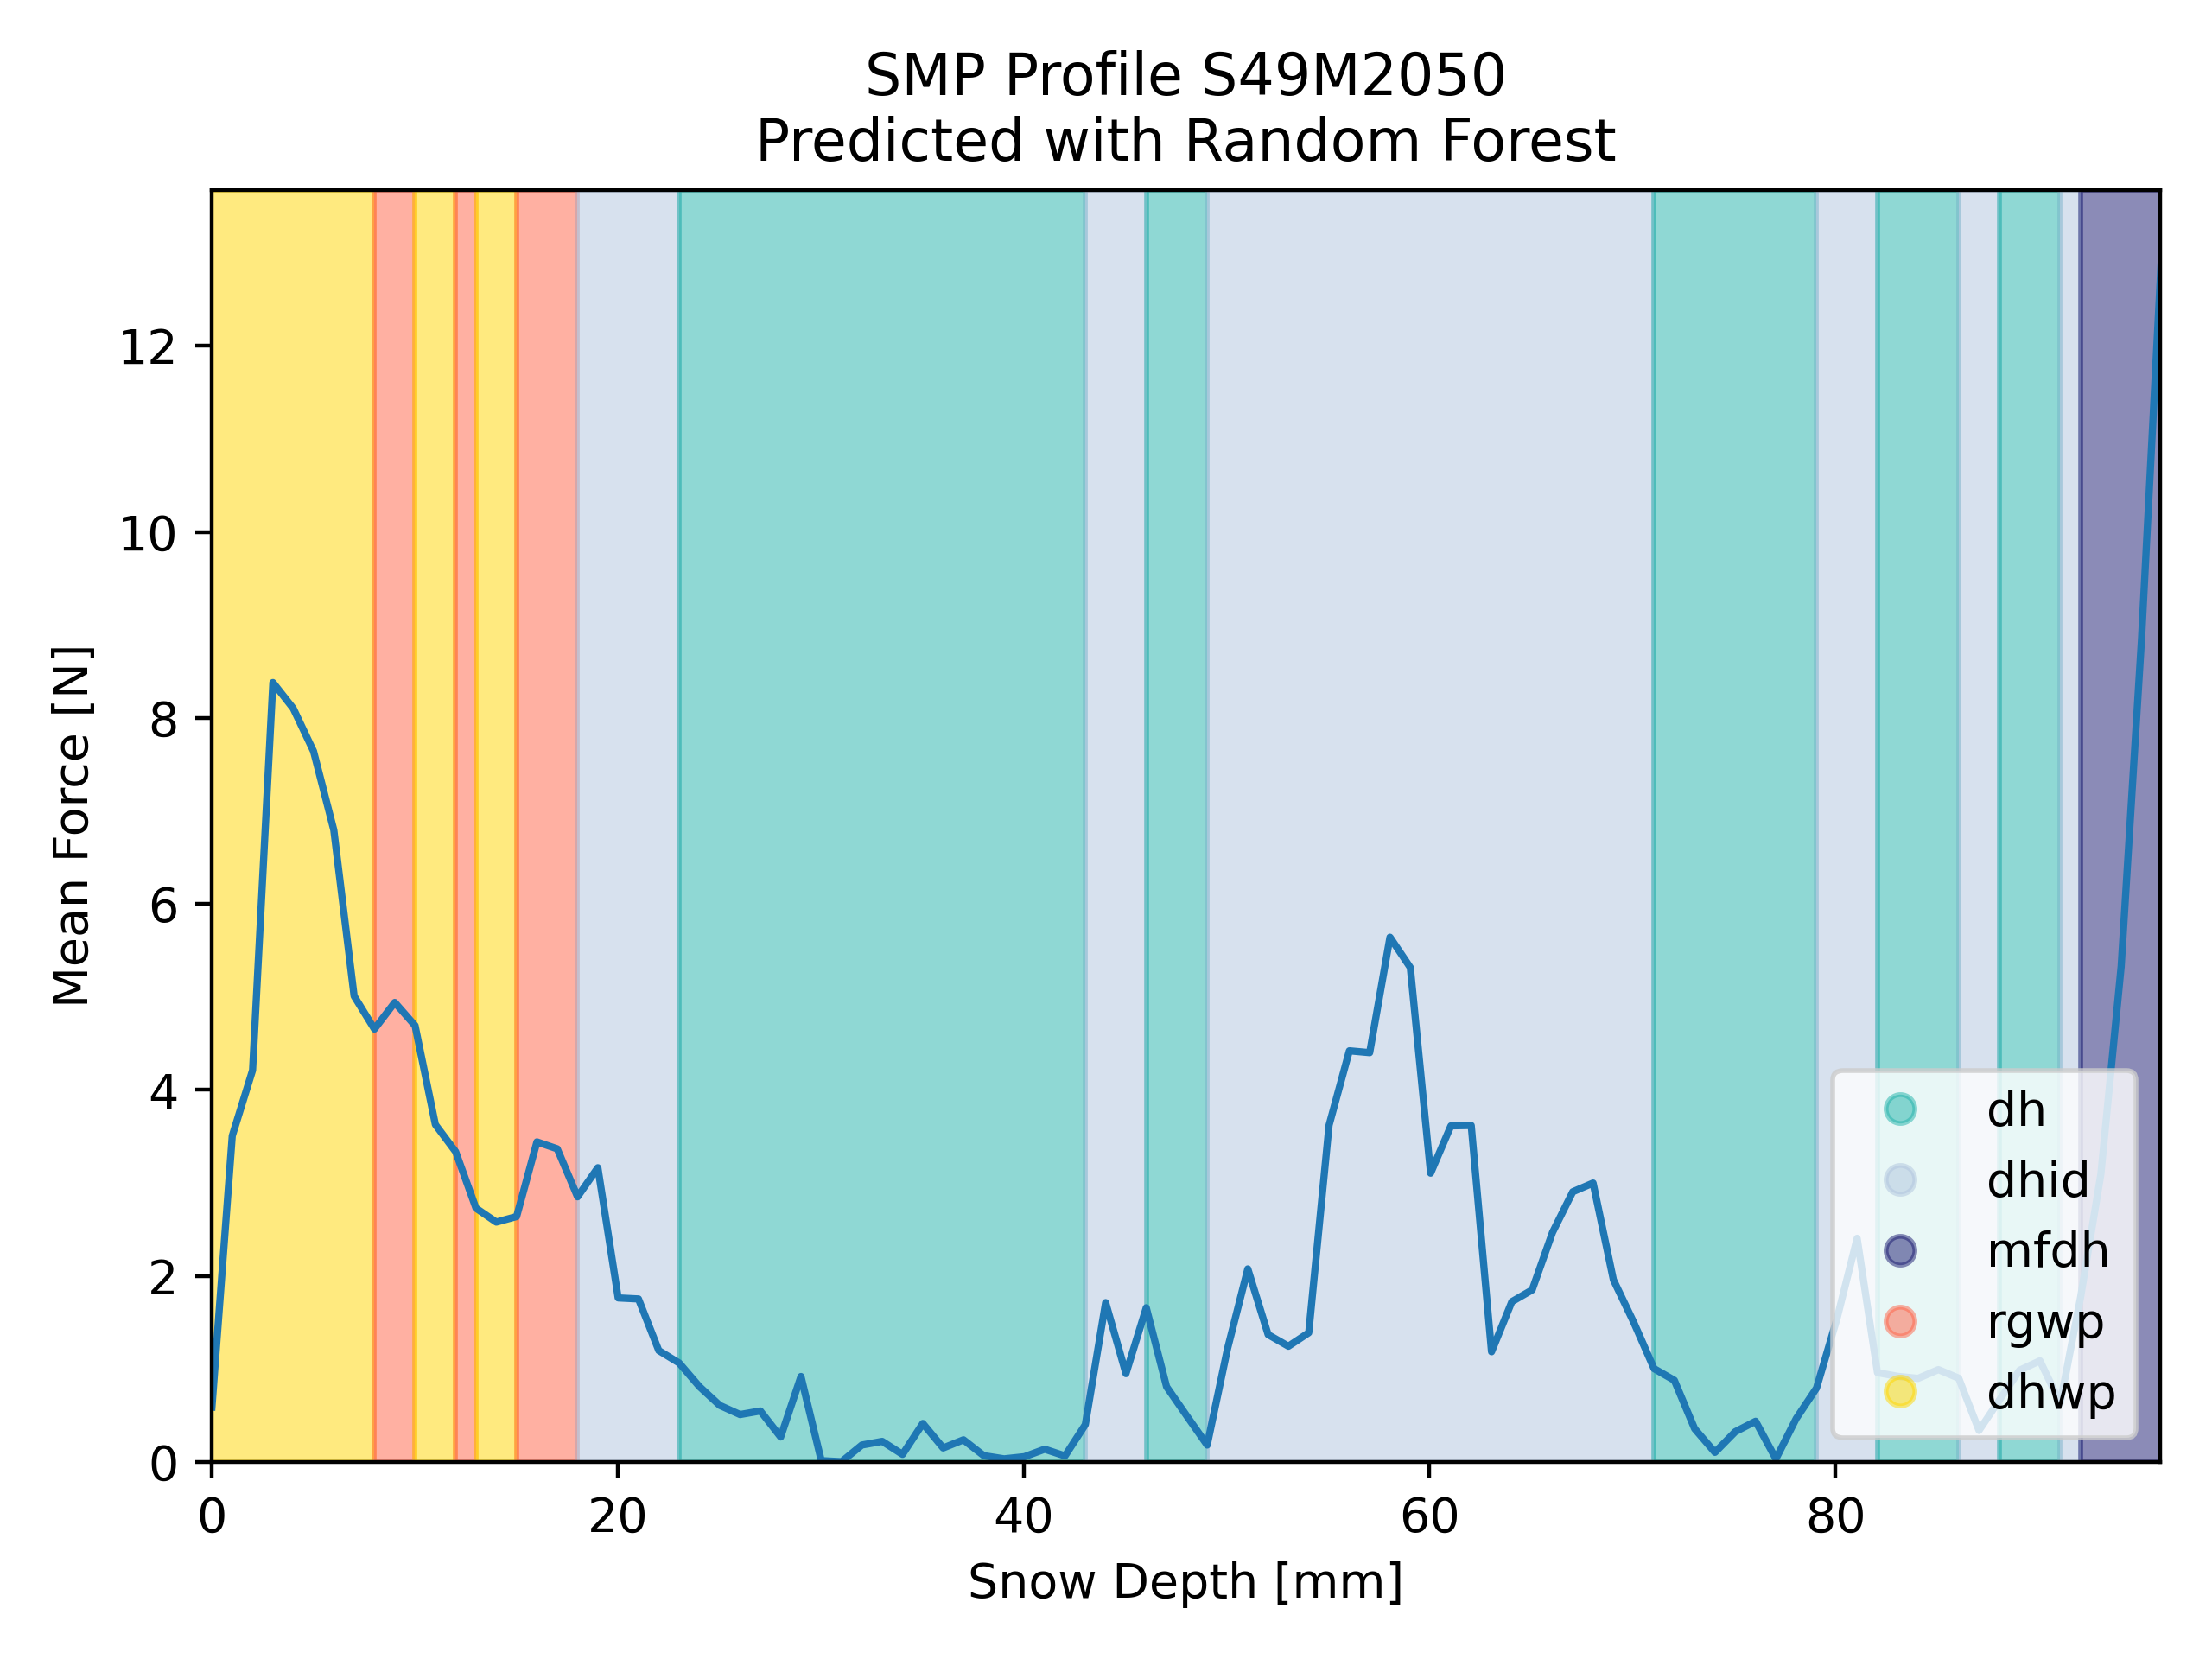 SMP Profile S49M2050
Predicted with Random Forest
Mean Force [N]
12
10
8
6
4
2
0
0 20 40 60 80
Snow Depth [mm]
dh
dhid
mfdh
rgwp
dhwp